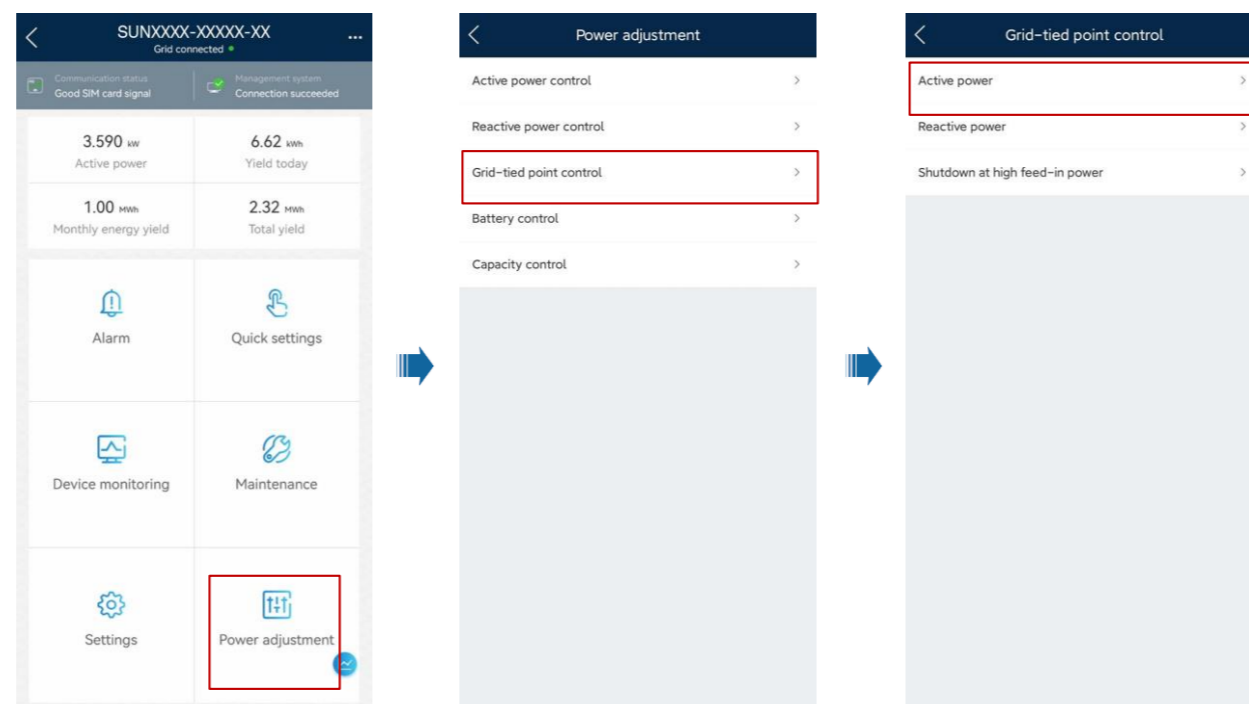 SUNXXXX-XXXXX-XX
Grid connected
Communication status
Good SIM card signal
Management system
Connection succeeded
3.590 kW
Active power
6.62 kWh
Yield today
1.00 MWh
Monthly energy yield
2.32 MWh
Total yield
Alarm
Quick settings
Device monitoring
Maintenance
Settings
Power adjustment
Power adjustment
Active power control
Reactive power control
Grid-tied point control
Battery control
Capacity control
Grid-tied point control
Active power
Reactive power
Shutdown at high feed-in power